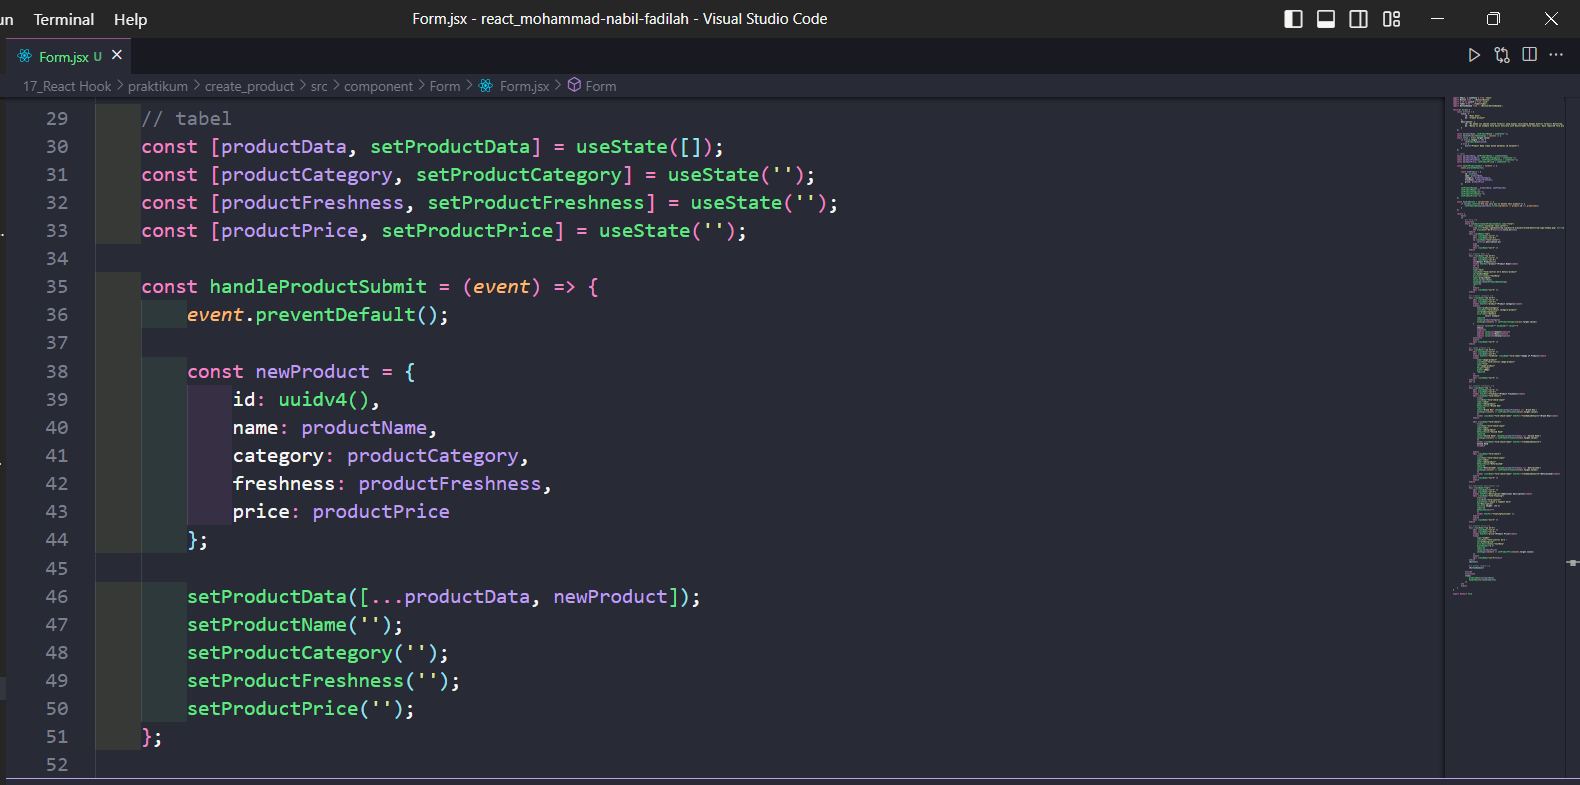 Terminal Help Form.jsx - react_mohammad-nabil-fadilah - Visual Studio Code
Form.jsx U
17_React Hook > praktikum > create_product > src > component > Form > Form.jsx > Form
29 // tabel
30 const [productData, setProductData] = useState([]);
31 const [productCategory, setProductCategory] = useState('');
32 const [productFreshness, setProductFreshness] = useState('');
33 const [productPrice, setProductPrice] = useState('');
34
35 const handleProductSubmit = (event) => {
36 event.preventDefault();
37
38 const newProduct = {
39 id: uuidv4(),
40 name: productName,
41 category: productCategory,
42 freshness: productFreshness,
43 price: productPrice
44 };
45
46 setProductData([...productData, newProduct]);
47 setProductName('');
48 setProductCategory('');
49 setProductFreshness('');
50 setProductPrice('');
51 };
52